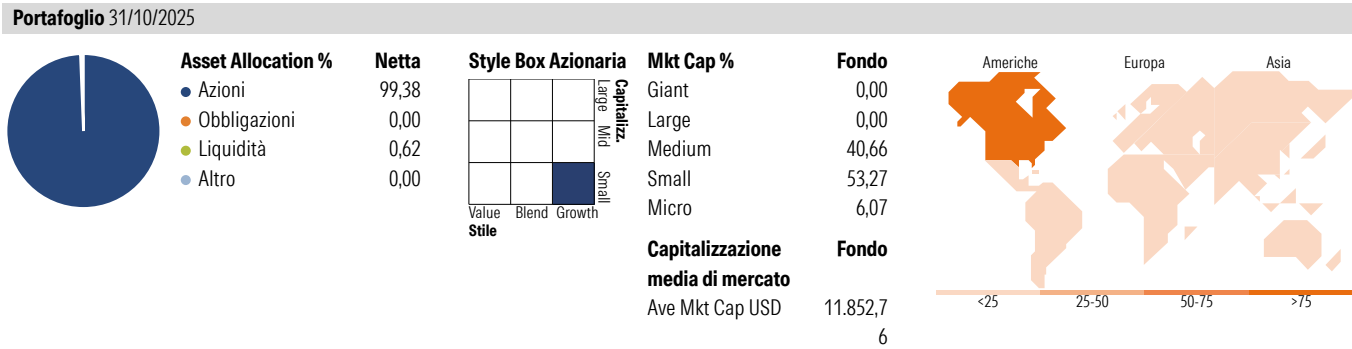 Portafoglio 31/10/2025
Asset Allocation % Netta
Azioni 99,38
Obbligazioni 0,00
Liquidità 0,62
Altro 0,00
Style Box Azionaria
Capitalizz.
Large Mid Small
Value Blend Growth
Stile
Mkt Cap % Fondo
Giant 0,00
Large 0,00
Medium 40,66
Small 53,27
Micro 6,07
Capitalizzazione Fondo
media di mercato
Ave Mkt Cap USD 11.852,7
6
Americhe Europa Asia
<25 25-50 50-75 >75